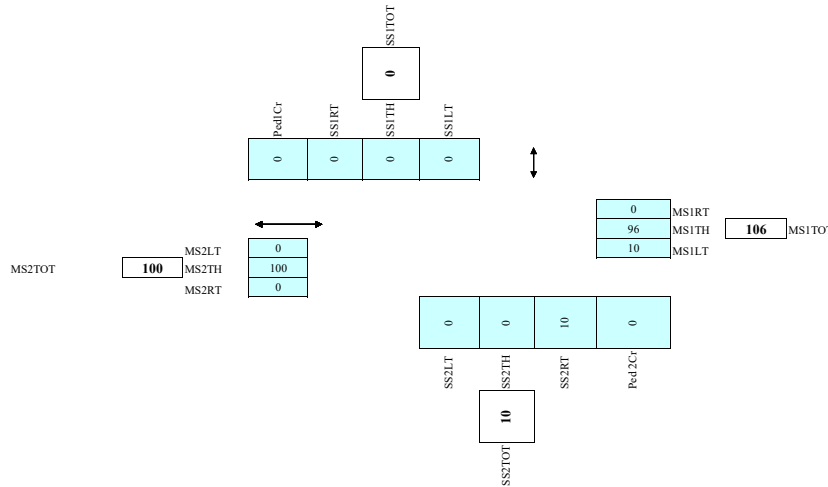 SS1TOT
0
Ped1Cr
SS1RT
SS1TH
SS1LT
0
0
0
0
0 MS1RT
96 MS1TH 106 MS1TOT
10 MS1LT
MS2LT 0
MS2TOT 100 MS2TH 100
MS2RT 0
0
0
10
0
SS2LT
SS2TH
SS2RT
Ped2Cr
10
SS2TOT